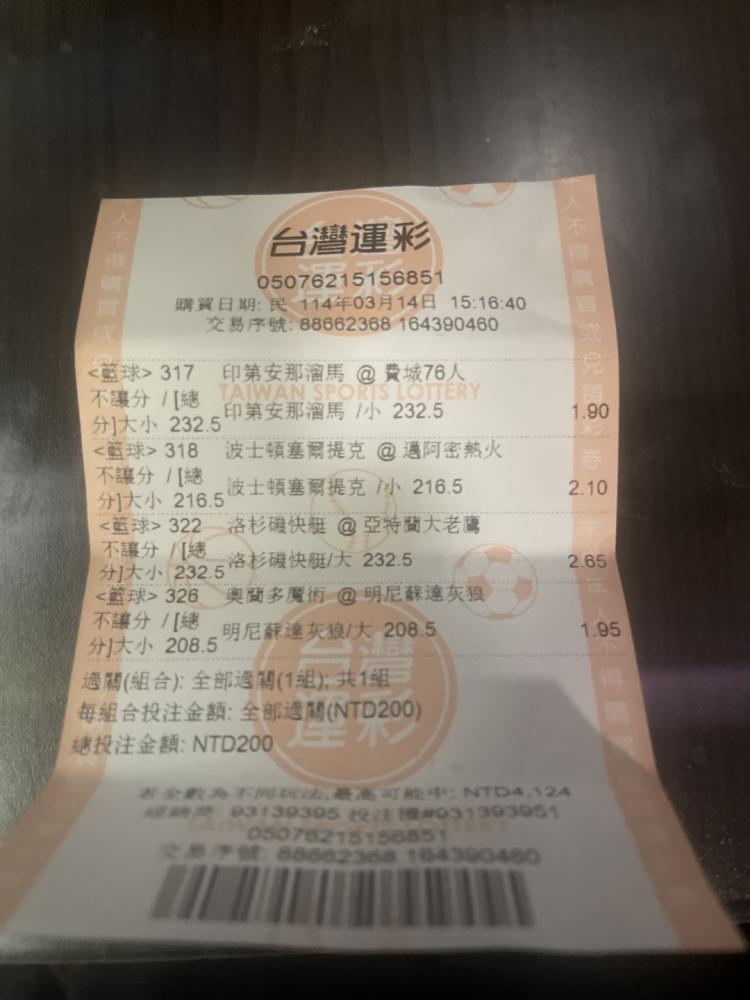 台灣運彩
05076215156851
購買日期: 民 114年03月14日 15:16:40
交易序號: 88662368 164390460
<籃球> 317 印第安那溜馬 @ 費城76人
TAIWAN SPORTS LOTTERY
不讓分 /[總
分]大小 232.5 印第安那溜馬 /小 232.5 1.90
<籃球> 318 波士頓塞爾提克 @ 邁阿密熱火
不讓分 /[總
分]大小 216.5 波士頓塞爾提克 /小 216.5 2.10
<籃球> 322 洛杉磯快艇 @ 亞特蘭大老鷹
不讓分 /[總
分]大小 232.5 洛杉磯快艇/大 232.5 2.65
<籃球> 326 奧蘭多魔術 @ 明尼蘇達灰狼
不讓分 /[總
分]大小 208.5 明尼蘇達灰狼/大 208.5 1.95
過關(組合): 全部過關(1組); 共1組
每組合投注金額: 全部過關(NTD200)
總投注金額: NTD200
若全數為不同玩法,最高可能中: NTD4,124
經銷商: 93139395 投注機#931393951
05076215156851
交易序號: 88662368 164390460